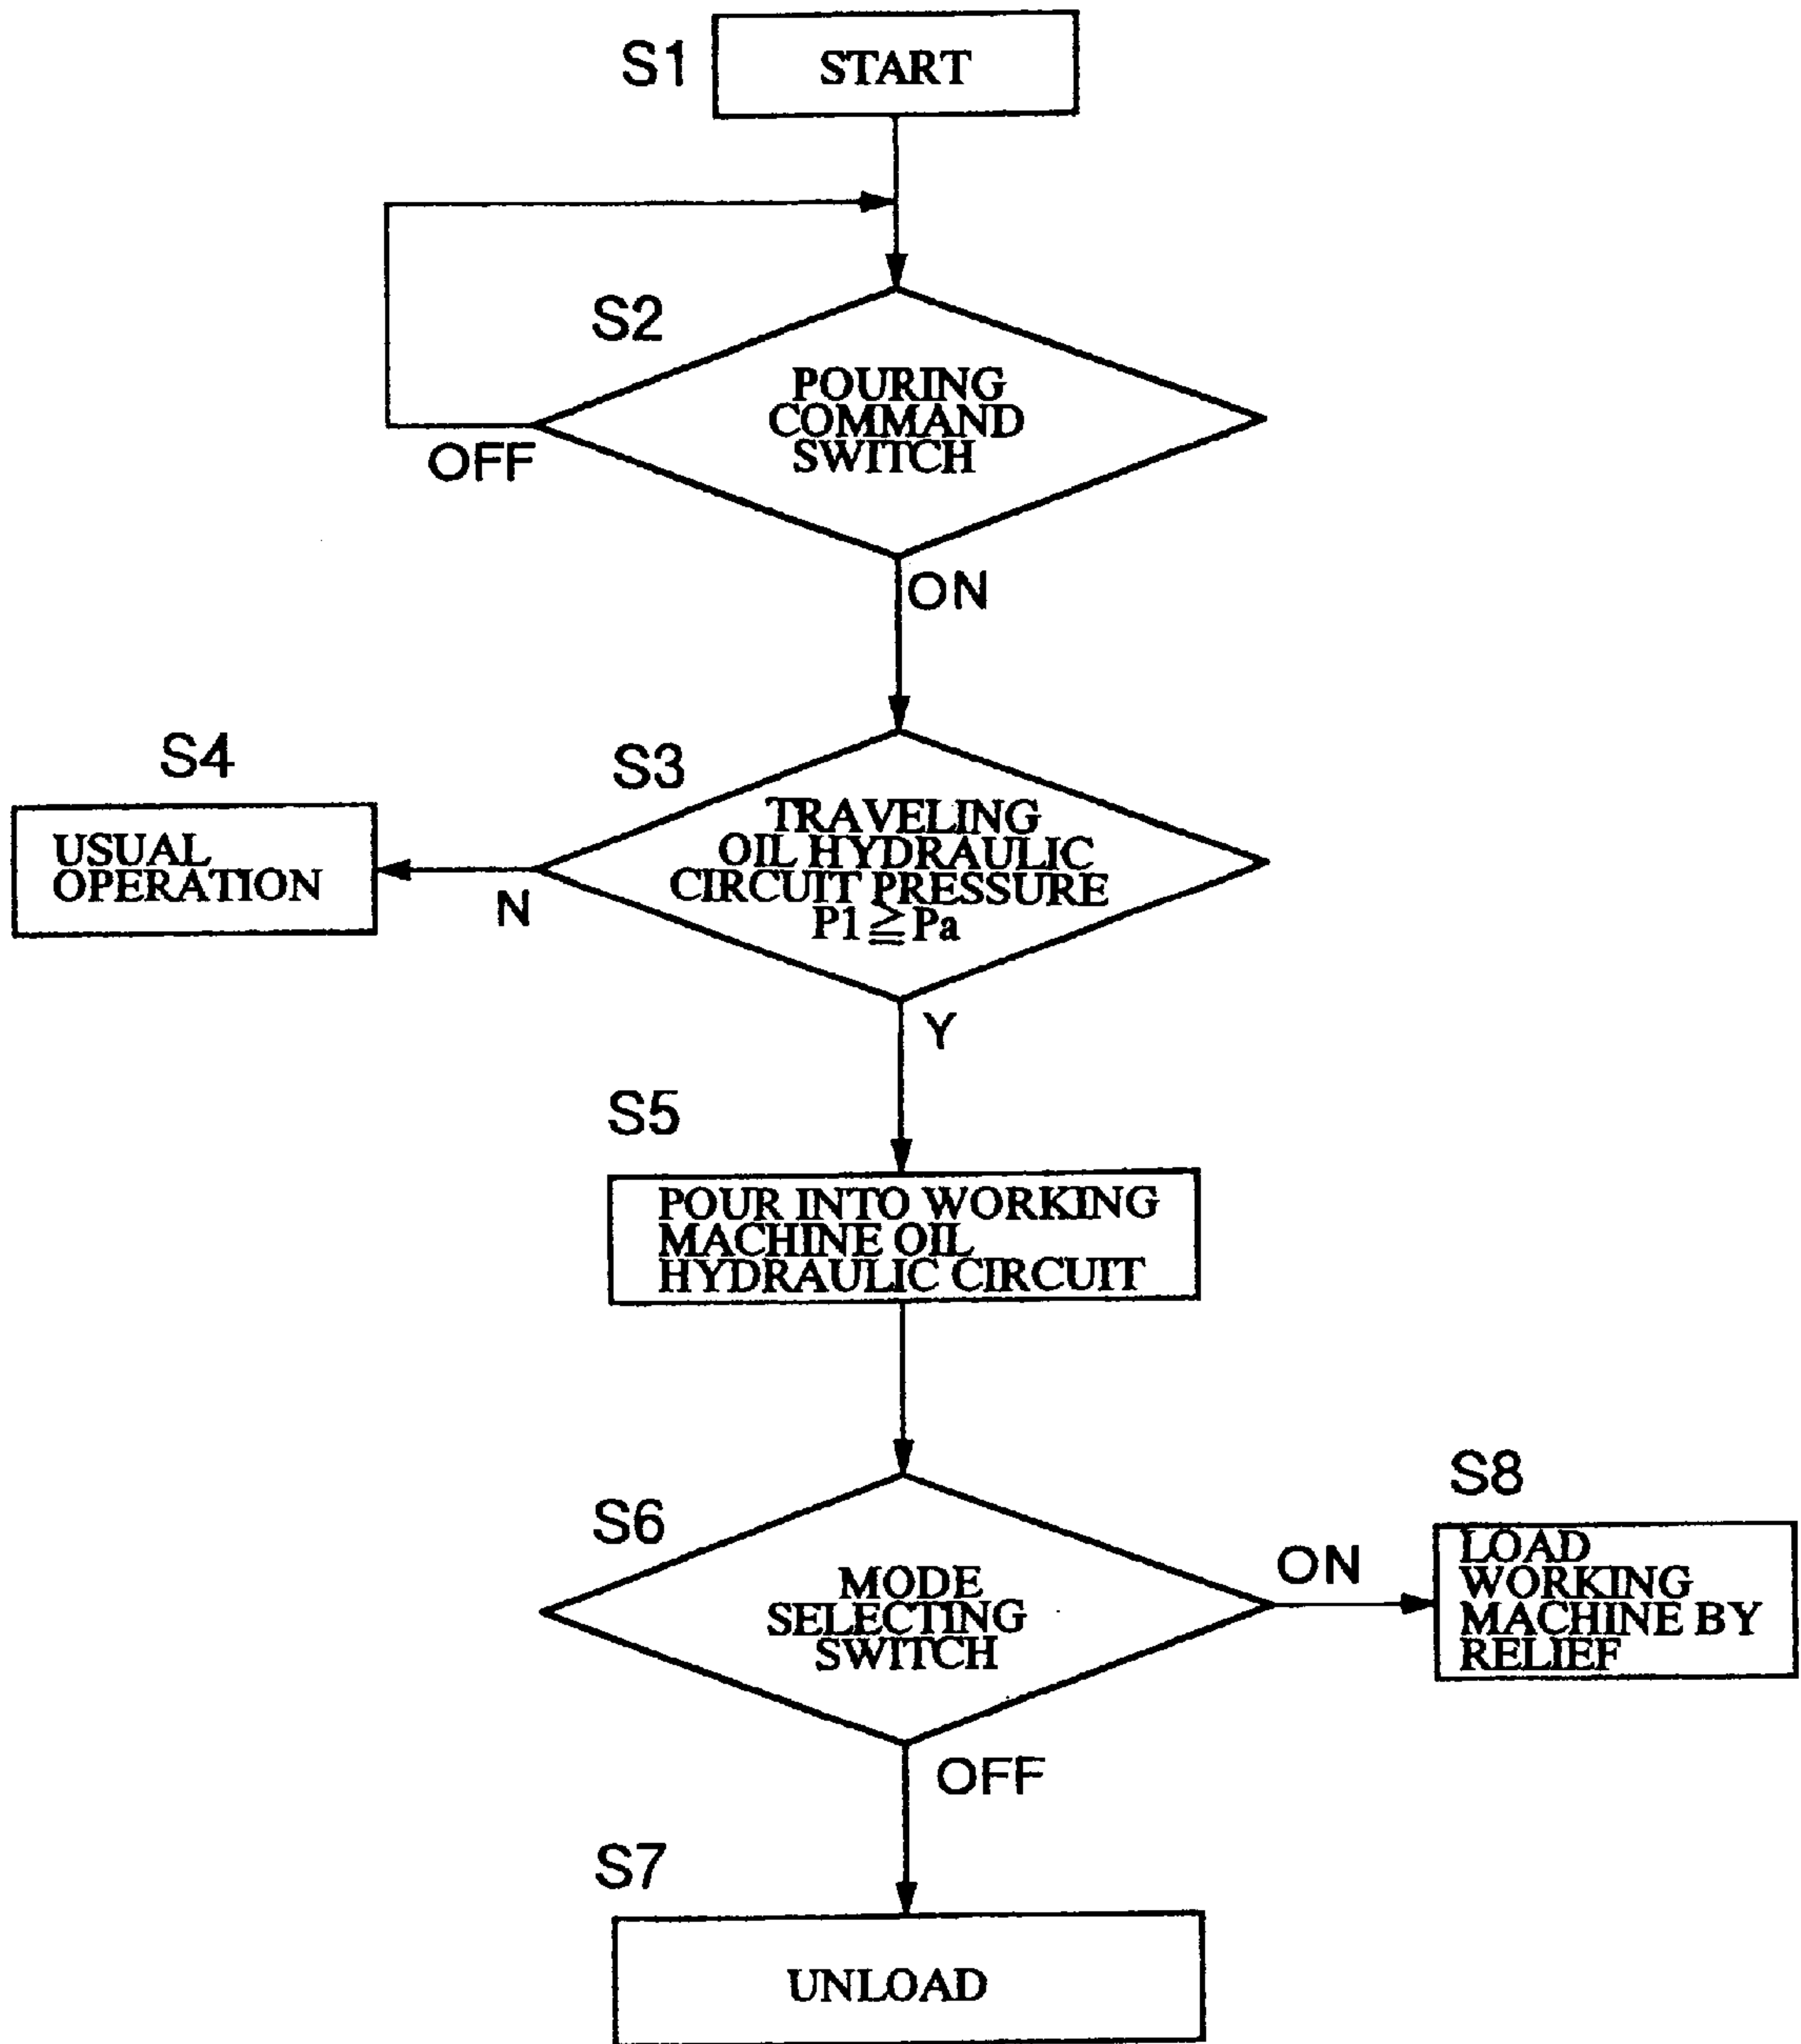 S1
START
S2
POURING
COMMAND
SWITCH
OFF
ON
S4
USUAL
OPERATION
S3
TRAVELING
OIL HYDRAULIC
CIRCUIT PRESSURE
P1 ≧ Pa
N
Y
S5
POUR INTO WORKING
MACHINE OIL
HYDRAULIC CIRCUIT
S6
MODE
SELECTING
SWITCH
ON
S8
LOAD
WORKING
MACHINE BY
RELIEF
OFF
S7
UNLOAD